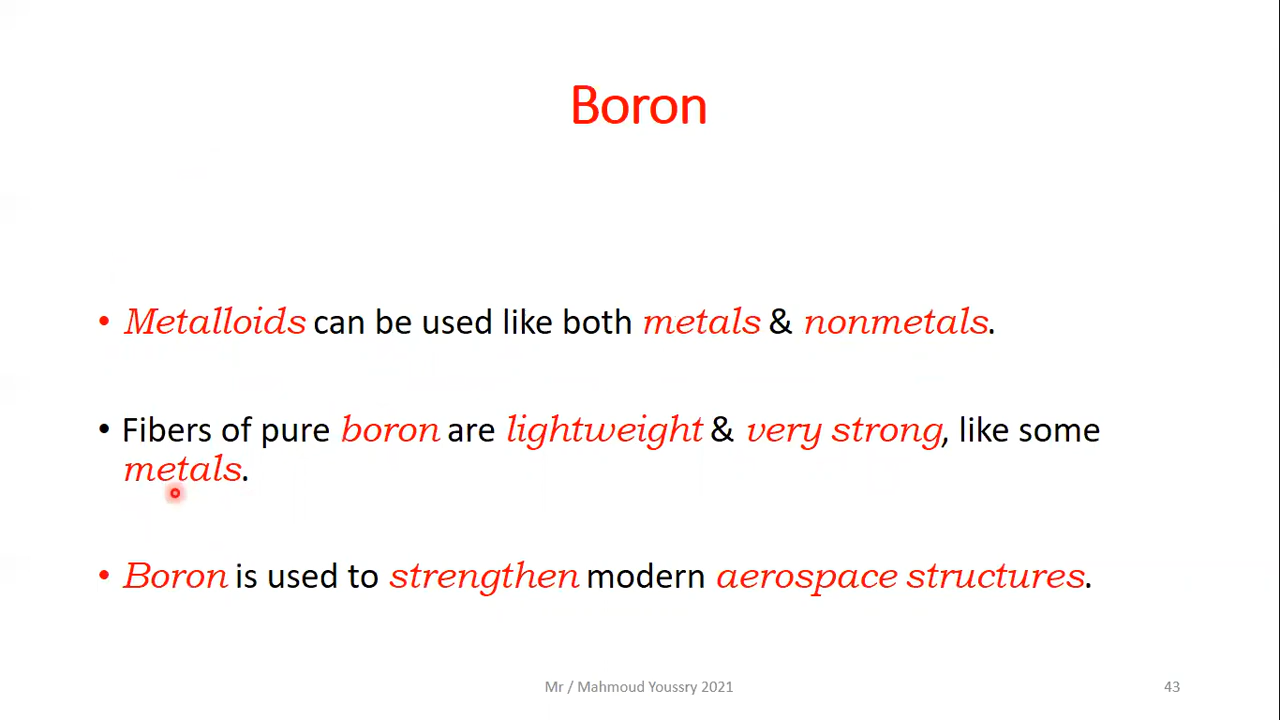 Boron
• Metalloids can be used like both metals & nonmetals.
• Fibers of pure boron are lightweight & very strong, like some
metals.
• Boron is used to strengthen modern aerospace structures.
Mr / Mahmoud Youssry 2021
43